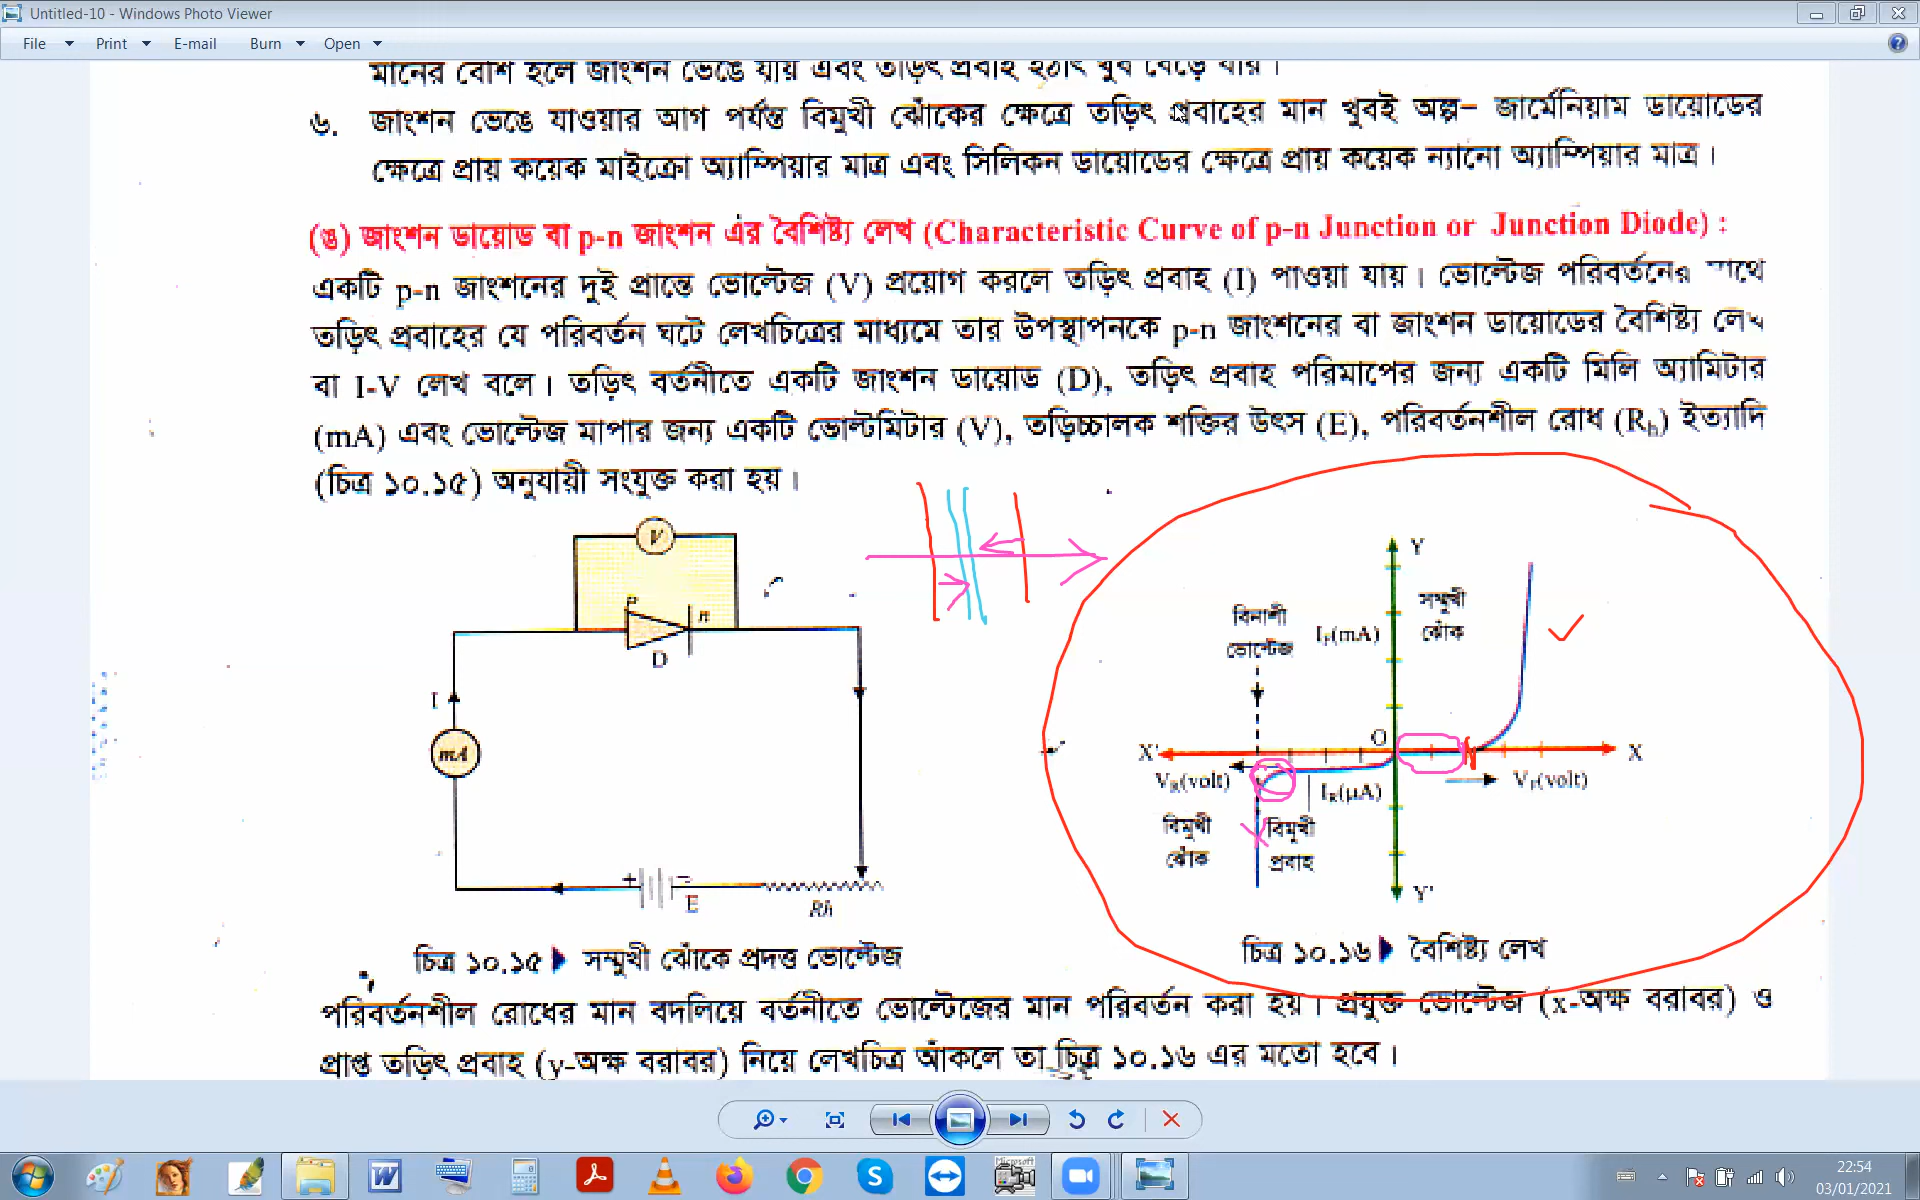 Untitled-10 - Windows Photo Viewer
File Print E-mail Burn Open
মানের বেশি হলে জাংশন ভেঙে যায় এবং তড়িৎ প্রবাহ হঠাৎ খুব বেড়ে যায়।
৬. জাংশন ভেঙে যাওয়ার আগ পর্যন্ত বিমুখী ঝোঁকের ক্ষেত্রে তড়িৎ প্রবাহের মান খুবই অল্প– জার্মেনিয়াম ডায়োডের
ক্ষেত্রে প্রায় কয়েক মাইক্রো অ্যাম্পিয়ার মাত্র এবং সিলিকন ডায়োডের ক্ষেত্রে প্রায় কয়েক ন্যানো অ্যাম্পিয়ার মাত্র।
(ঙ) জাংশন ডায়োড বা p-n জাংশন এর বৈশিষ্ট্য লেখ (Characteristic Curve of p-n Junction or Junction Diode) :
একটি p-n জাংশনের দুই প্রান্তে ভোল্টেজ (V) প্রয়োগ করলে তড়িৎ প্রবাহ (I) পাওয়া যায়। ভোল্টেজ পরিবর্তনের সাথে
তড়িৎ প্রবাহের যে পরিবর্তন ঘটে লেখচিত্রের মাধ্যমে তার উপস্থাপনকে p-n জাংশনের বা জাংশন ডায়োডের বৈশিষ্ট্য লেখ
বা I-V লেখ বলে। তড়িৎ বর্তনীতে একটি জাংশন ডায়োড (D), তড়িৎ প্রবাহ পরিমাপের জন্য একটি মিলি অ্যামিটার
(mA) এবং ভোল্টেজ মাপার জন্য একটি ভোল্টমিটার (V), তড়িচ্চালক শক্তির উৎস (E), পরিবর্তনশীল রোধ (Rh) ইত্যাদি
(চিত্র ১০.১৫) অনুযায়ী সংযুক্ত করা হয়।
V
p
n
D
I
mA
+
-
E
Rh
চিত্র ১০.১৫ সম্মুখী ঝোঁকে প্রদত্ত ভোল্টেজ
Y
বিনাশী
ভোল্টেজ
IF(mA)
সম্মুখী
ঝোঁক
O
X'
X
VR(volt)
IR(μA)
VF(volt)
বিমুখী
ঝোঁক
বিমুখী
প্রবাহ
Y'
চিত্র ১০.১৬ বৈশিষ্ট্য লেখ
পরিবর্তনশীল রোধের মান বদলিয়ে বর্তনীতে ভোল্টেজের মান পরিবর্তন করা হয়। প্রযুক্ত ভোল্টেজ (x-অক্ষ বরাবর) ও
প্রাপ্ত তড়িৎ প্রবাহ (y-অক্ষ বরাবর) নিয়ে লেখচিত্র আঁকলে তা চিত্র ১০.১৬ এর মতো হবে।
22:54
03/01/2021